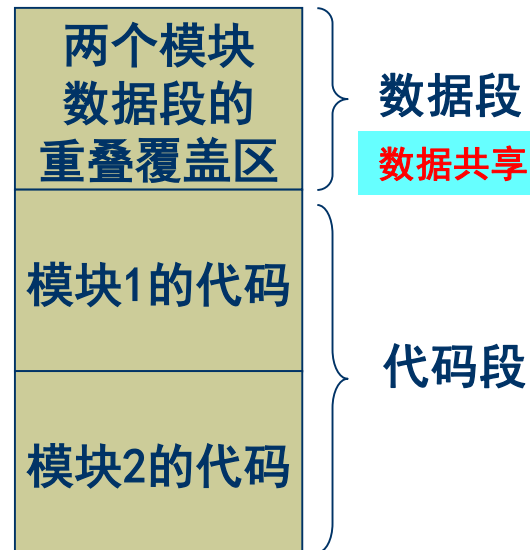 两个模块
数据段的
重叠覆盖区
数据段
数据共享
模块1的代码
代码段
模块2的代码